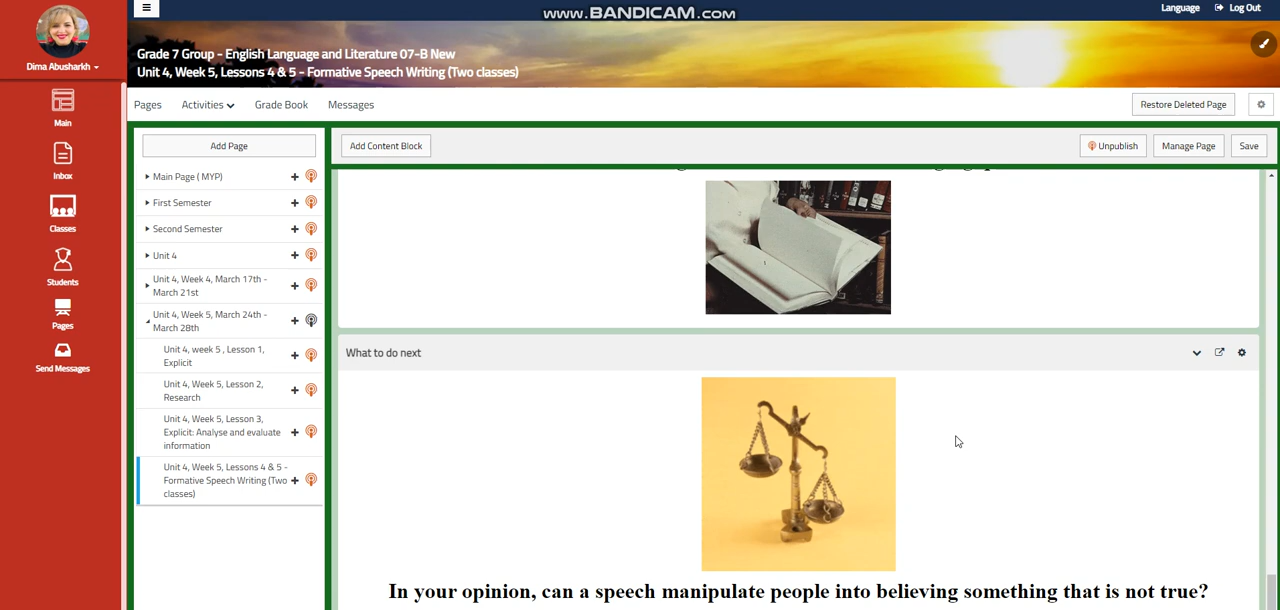 www.BANDICAM.com
Language
Log Out
Dima Abusharkh
Grade 7 Group - English Language and Literature 07-B New
Unit 4, Week 5, Lessons 4 & 5 - Formative Speech Writing (Two classes)
Pages
Activities
Grade Book
Messages
Restore Deleted Page
Main
Inbox
Classes
Students
Pages
Send Messages
Add Page
Main Page ( MYP)
First Semester
Second Semester
Unit 4
Unit 4, Week 4, March 17th -
March 21st
Unit 4, Week 5, March 24th -
March 28th
Unit 4, week 5 , Lesson 1,
Explicit
Unit 4, Week 5, Lesson 2,
Research
Unit 4, Week 5, Lesson 3,
Explicit: Analyse and evaluate
information
Unit 4, Week 5, Lessons 4 & 5 -
Formative Speech Writing (Two
classes)
Add Content Block
Unpublish
Manage Page
Save
What to do next
In your opinion, can a speech manipulate people into believing something that is not true?